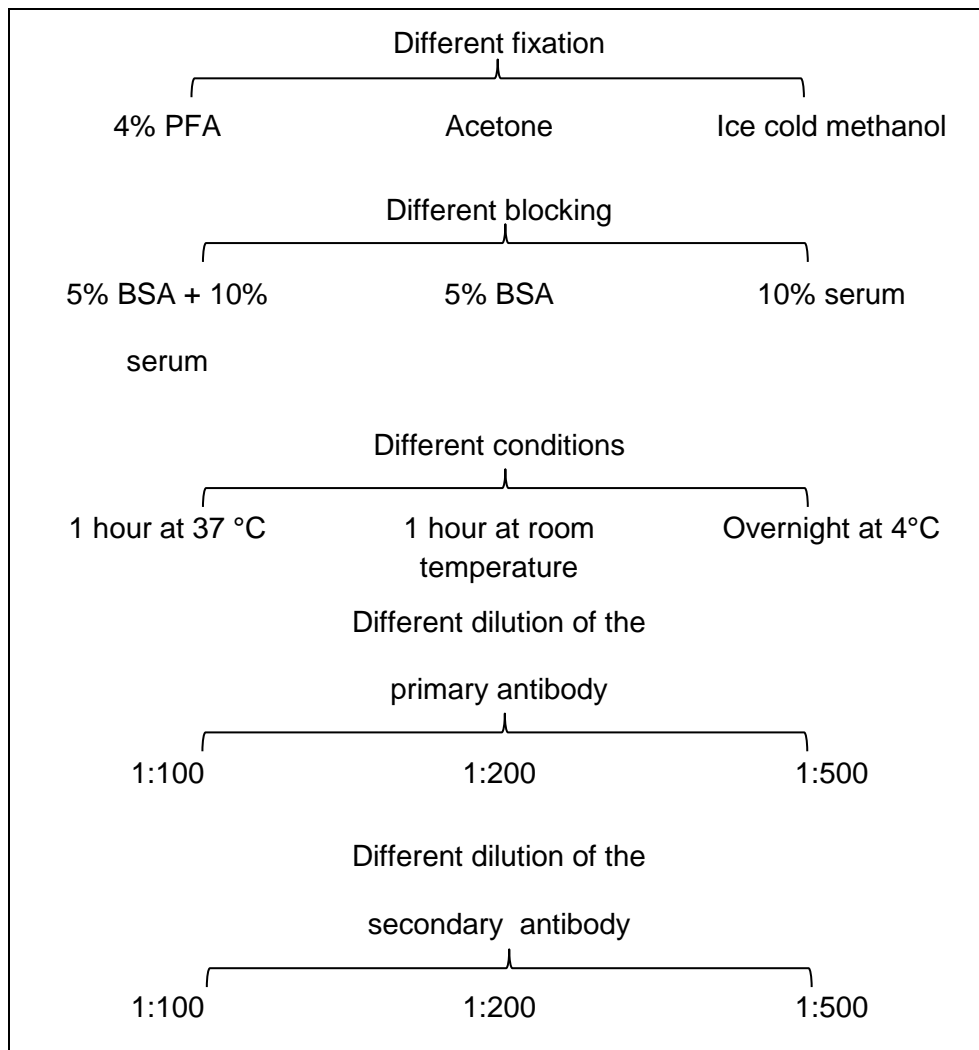 Different fixation
4% PFA Acetone Ice cold methanol
Different blocking
5% BSA + 10% 5% BSA 10% serum
serum
Different conditions
1 hour at 37 °C 1 hour at room Overnight at 4°C
temperature
Different dilution of the
primary antibody
1:100 1:200 1:500
Different dilution of the
secondary antibody
1:100 1:200 1:500